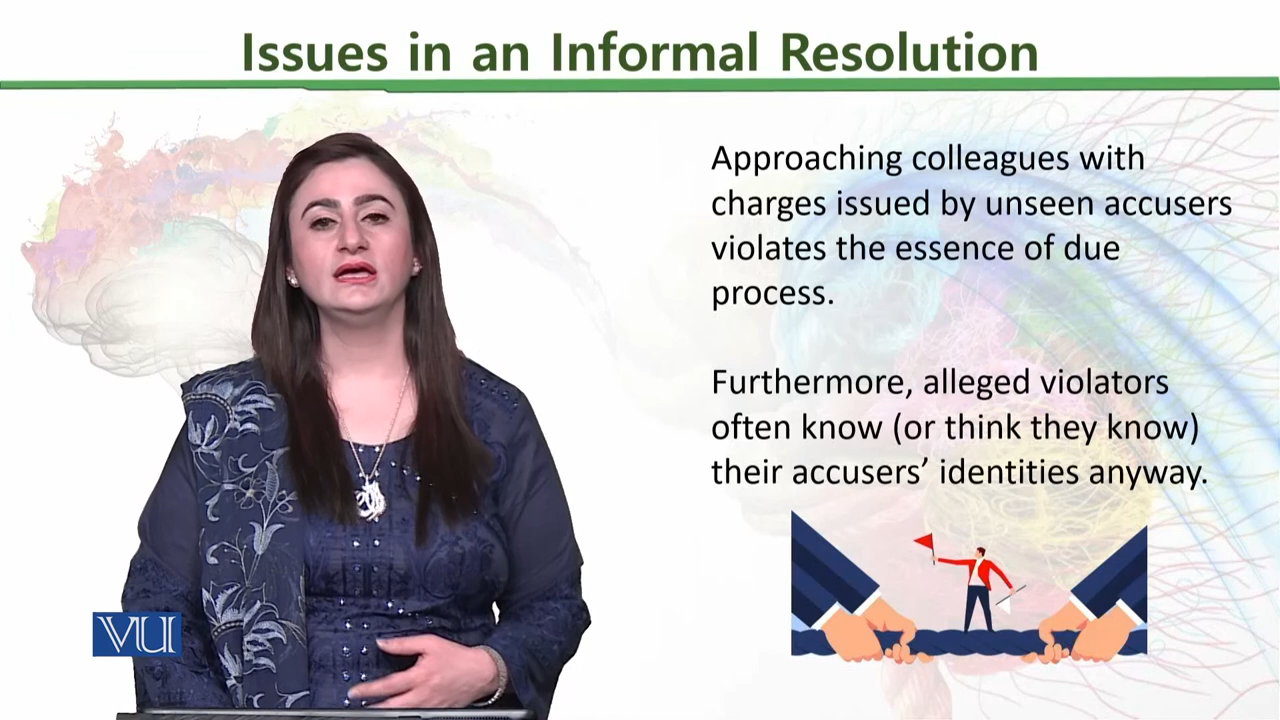 Issues in an Informal Resolution
Approaching colleagues with
charges issued by unseen accusers
violates the essence of due
process.
Furthermore, alleged violators
often know (or think they know)
their accusers’ identities anyway.
VU